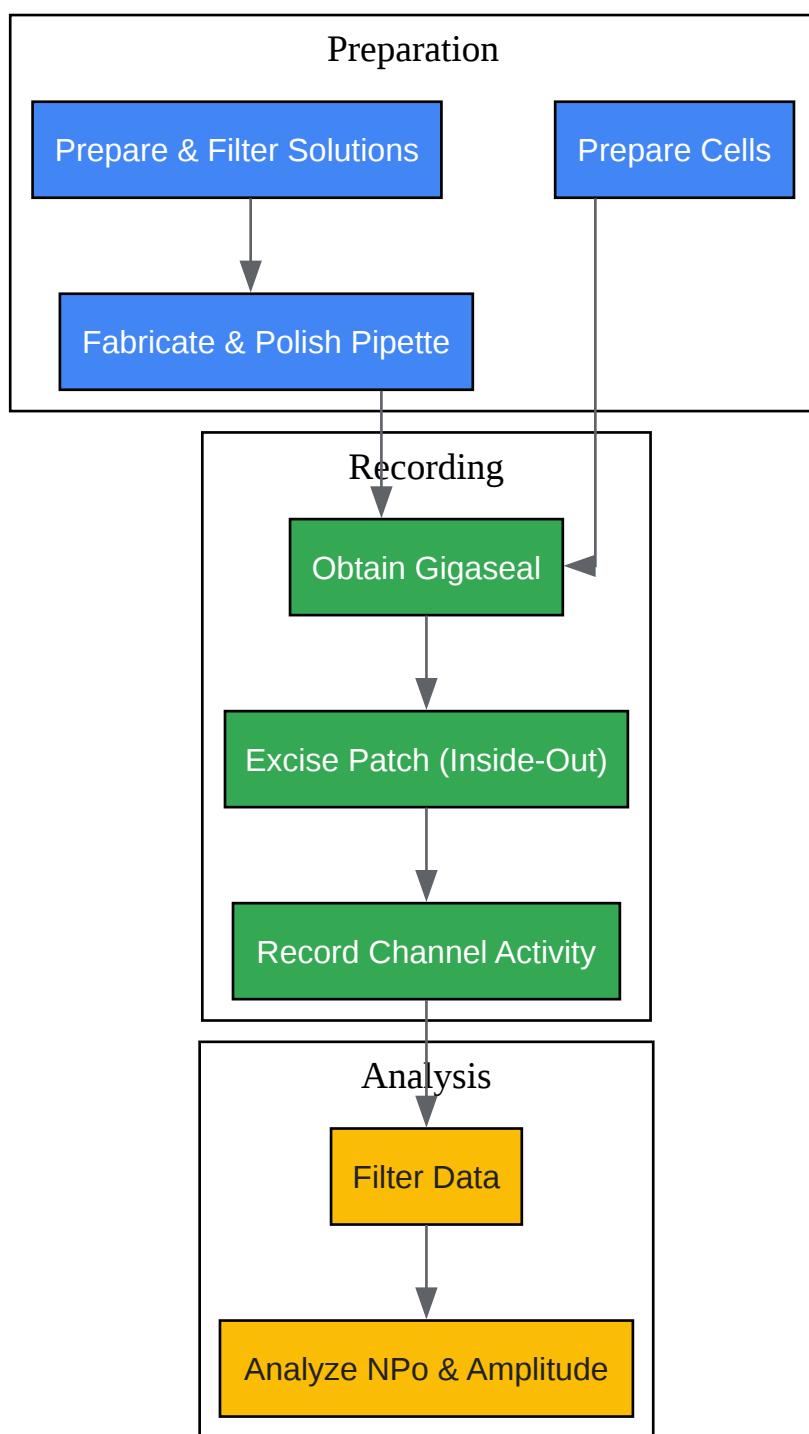 Preparation
Prepare & Filter Solutions
Prepare Cells
Fabricate & Polish Pipette
Recording
Obtain Gigaseal
Excise Patch (Inside-Out)
Record Channel Activity
Analysis
Filter Data
Analyze NPo & Amplitude